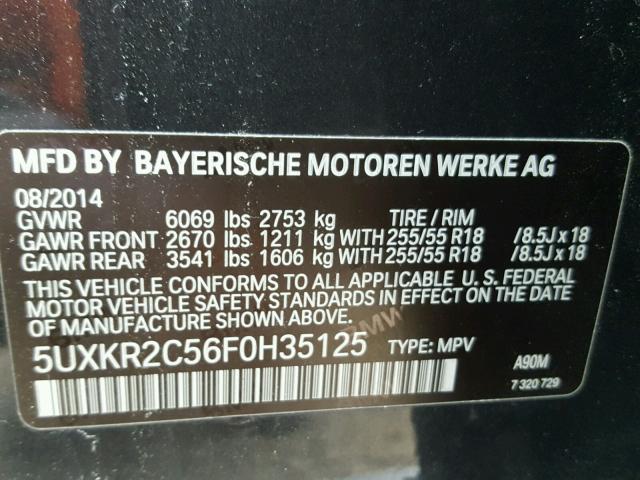 MFD BY BAYERISCHE MOTOREN WERKE AG
08/2014
GVWR 6069 lbs 2753 kg TIRE / RIM
GAWR FRONT 2670 lbs 1211 kg WITH 255/55 R18 /8.5J x 18
GAWR REAR 3541 lbs 1606 kg WITH 255/55 R18 /8.5J x 18
THIS VEHICLE CONFORMS TO ALL APPLICABLE U. S. FEDERAL
MOTOR VEHICLE SAFETY STANDARDS IN EFFECT ON THE DATE
OF MANUFACTURE SHOWN ABOVE.
5UXKR2C56F0H35125 TYPE: MPV
A90M
7 320 729